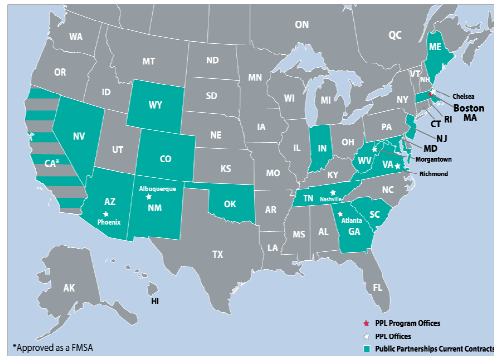 ON
QC
WA
ME
MT
ND
VT
OR
MN
NH
ID
Chelsea
SD
WI
NY
Boston
WY
MI
MA
RI
CT
IA
PA
NV
NE
NJ
OH
IL
IN
MD
UT
CO
WV
Morgantown
CA*
KS
VA
MO
KY
Richmond
Albuquerque
NC
TN
Nashville
AZ
OK
NM
AR
SC
Phoenix
Atlanta
MS
AL
GA
TX
LA
FL
AK
HI
PPL Program Offices
PPL Offices
*Approved as a FMSA
Public Partnerships Current Contracts